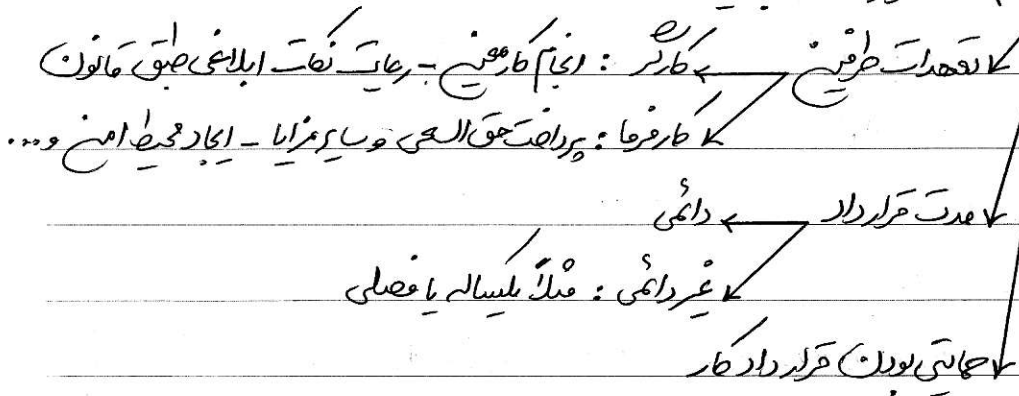 تعهدات طرفین ← کارگر : انجام کار معین - رعایت نکات ابلاغی طبق قانون
کارفرما : پرداخت حق السعی و سایر مزایا - ایجاد محیط امن و ...
مدت قرارداد ← دائمی
غیر دائمی : مثلاً یکساله یا فصلی
حمایتی بودن قرارداد کار